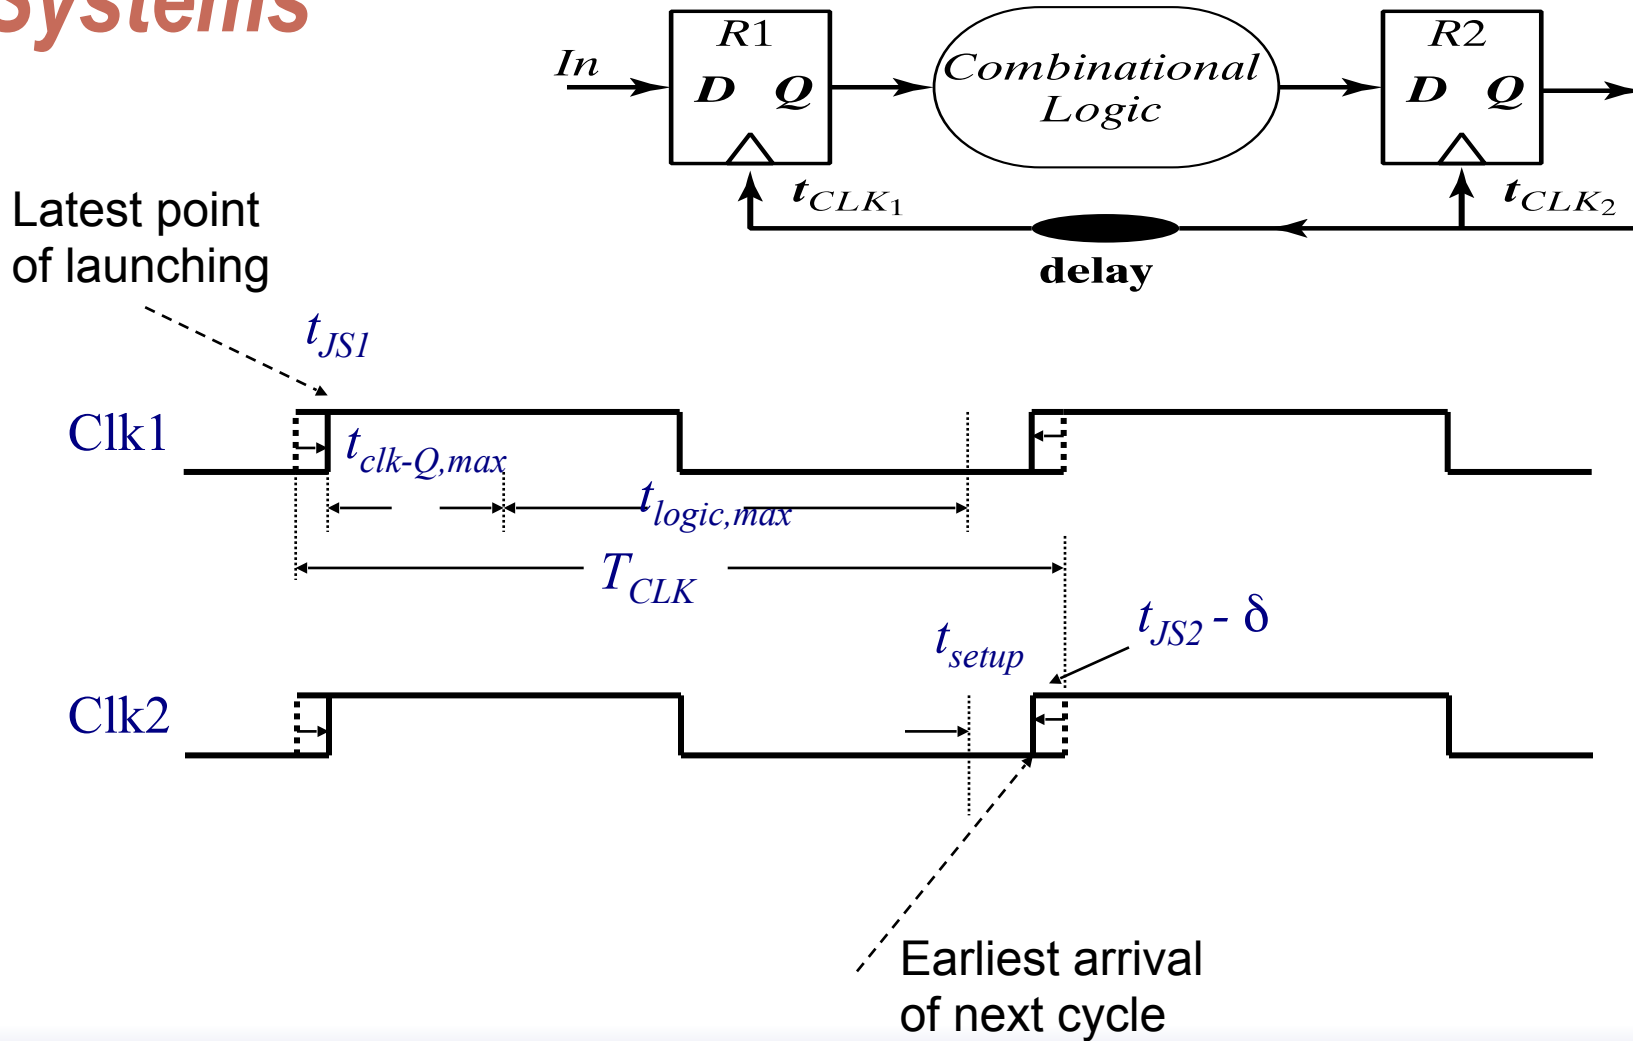 Systems
R1
R2
In
D Q
Combinational
Logic
D Q
tCLK1
tCLK2
delay
Latest point
of launching
tJS1
Clk1
tclk-Q,max
tlogic,max
TCLK
tJS2 - δ
tsetup
Clk2
Earliest arrival
of next cycle